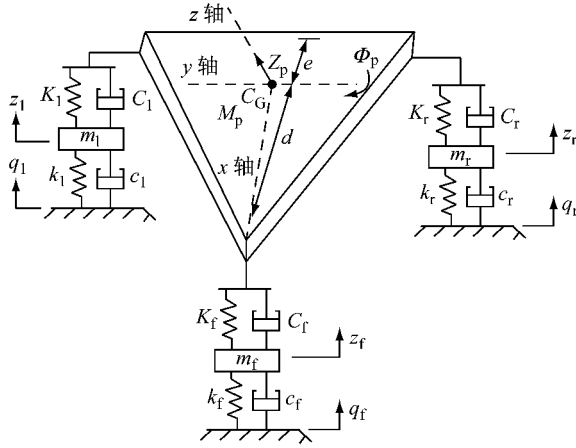 z 轴
Z_p
e
y 轴
C_G
Φ_p
M_p
d
x 轴
K_l
C_l
z_l
m_l
k_l
c_l
q_l
K_r
C_r
z_r
m_r
k_r
c_r
q_r
K_f
C_f
z_f
m_f
k_f
c_f
q_f